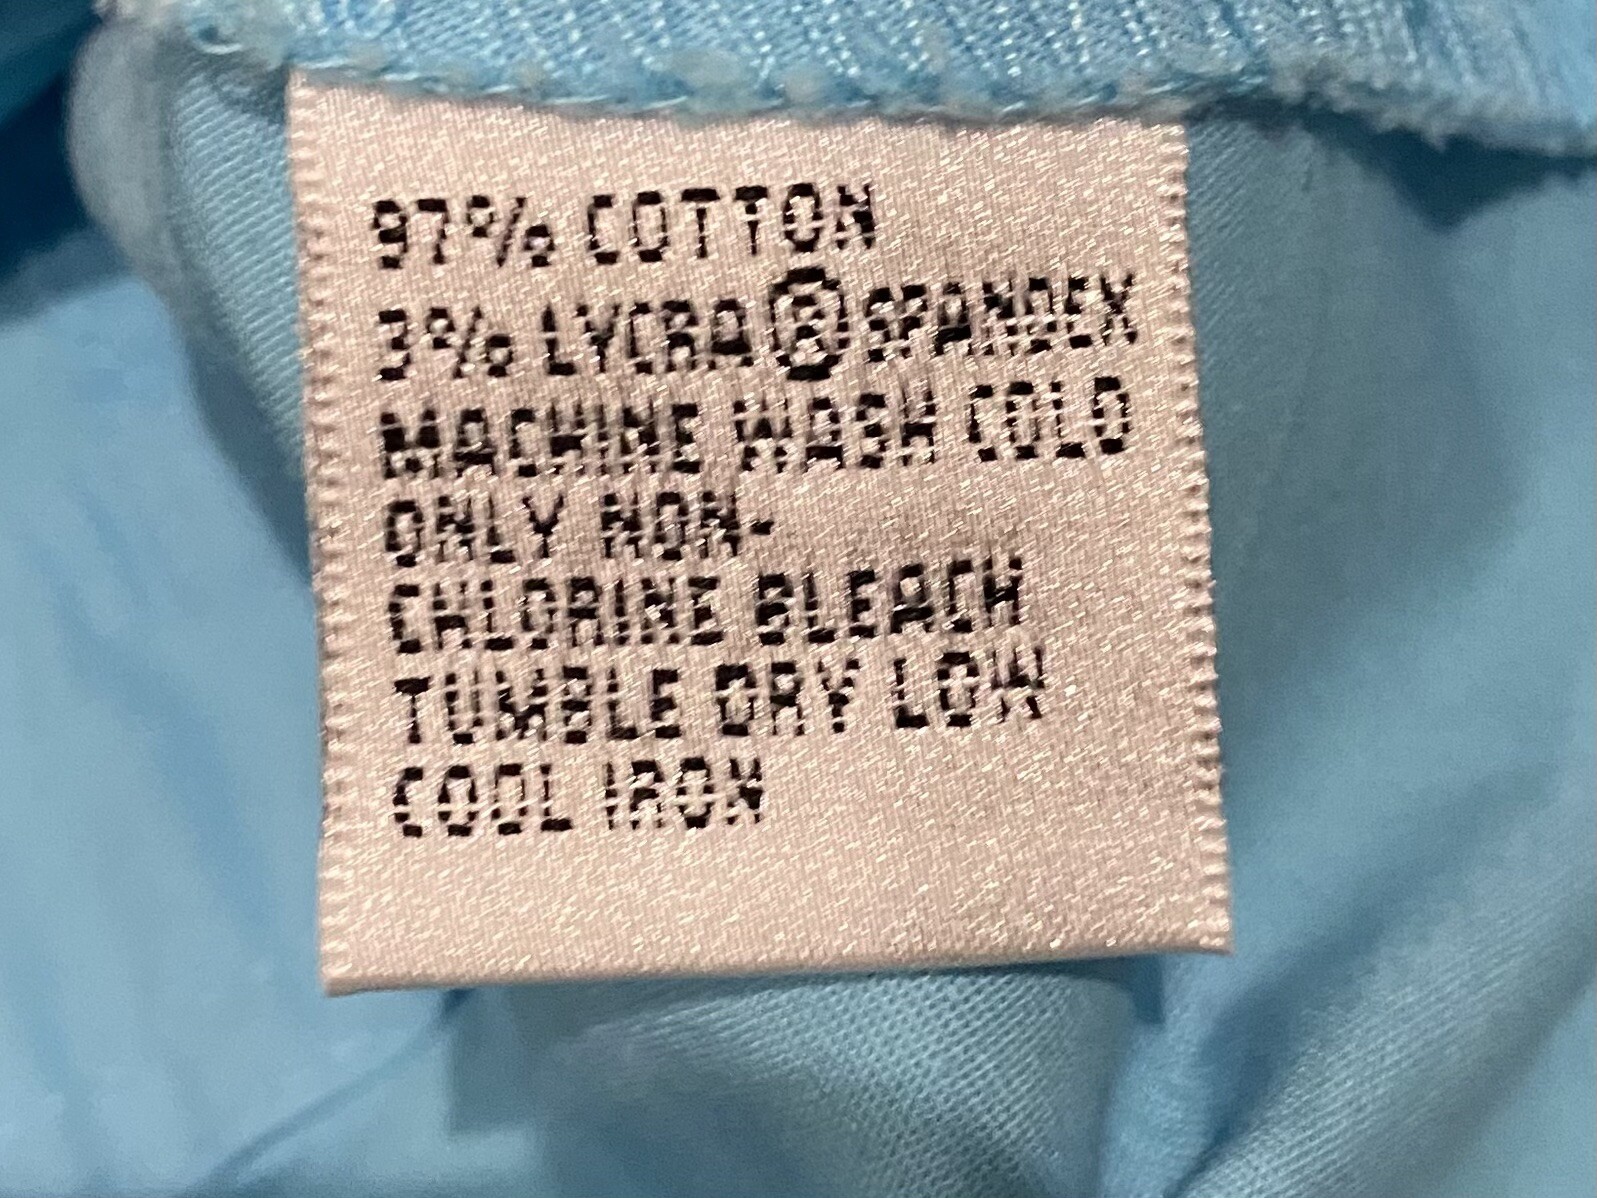 97% COTTON
3% LYCRA® SPANDEX
MACHINE WASH COLD
ONLY NON-
CHLORINE BLEACH
TUMBLE DRY LOW
COOL IRON